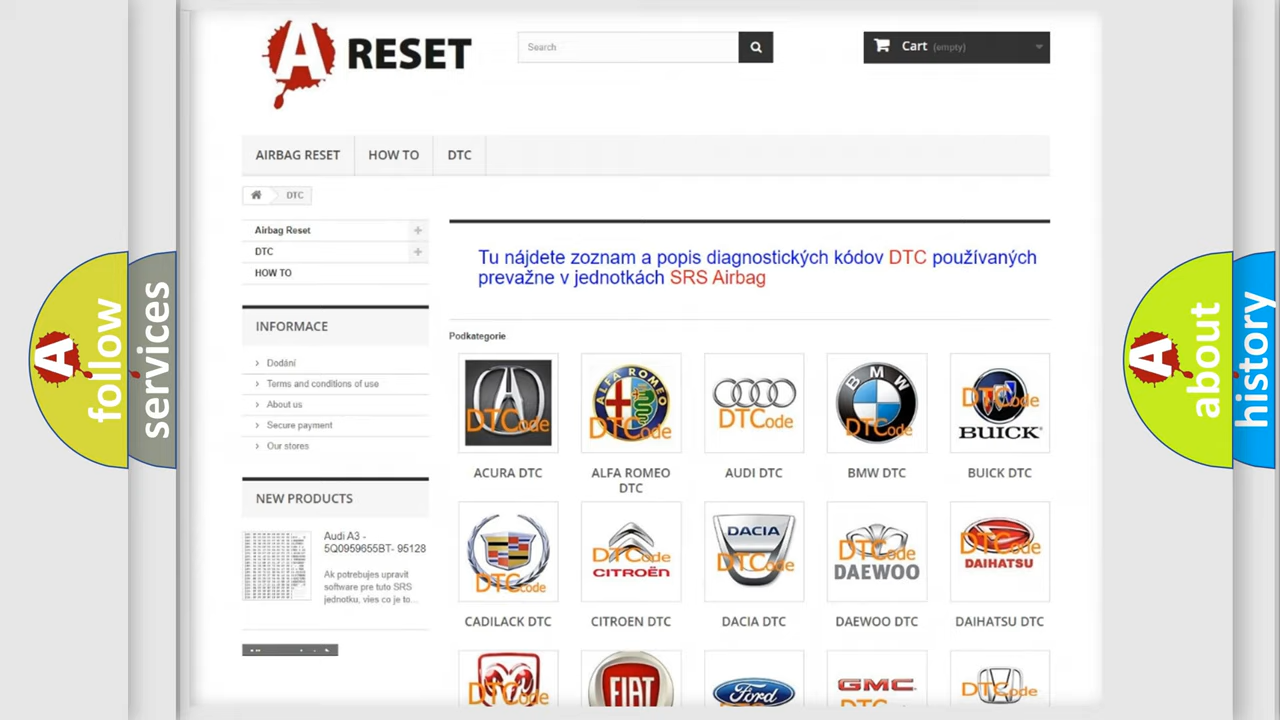 A RESET
Search
Cart (empty)
AIRBAG RESET
HOW TO
DTC
DTC
Airbag Reset
DTC
HOW TO
INFORMACE
Dodání
Terms and conditions of use
About us
Secure payment
Our stores
NEW PRODUCTS
Audi A3 -
5Q0959655BT- 95128
Ak potrebujes upravit
software pre tuto SRS
jednotku, vies co je to...
Tu nájdete zoznam a popis diagnostických kódov DTC používaných
prevažne v jednotkách SRS Airbag
Podkategorie
DTCode
ALFA ROMEO
DTCode
DTCode
BMW
DTCode
DTCode
BUICK
ACURA DTC
ALFA ROMEO
DTC
AUDI DTC
BMW DTC
BUICK DTC
DTCode
DTCode
CITROËN
DACIA
DTCode
DTCode
DAEWOO
DTCode
DAIHATSU
CADILACK DTC
CITROEN DTC
DACIA DTC
DAEWOO DTC
DAIHATSU DTC
DTCode
FIAT
Ford
GMC
DTCode
A follow
services
A about
history